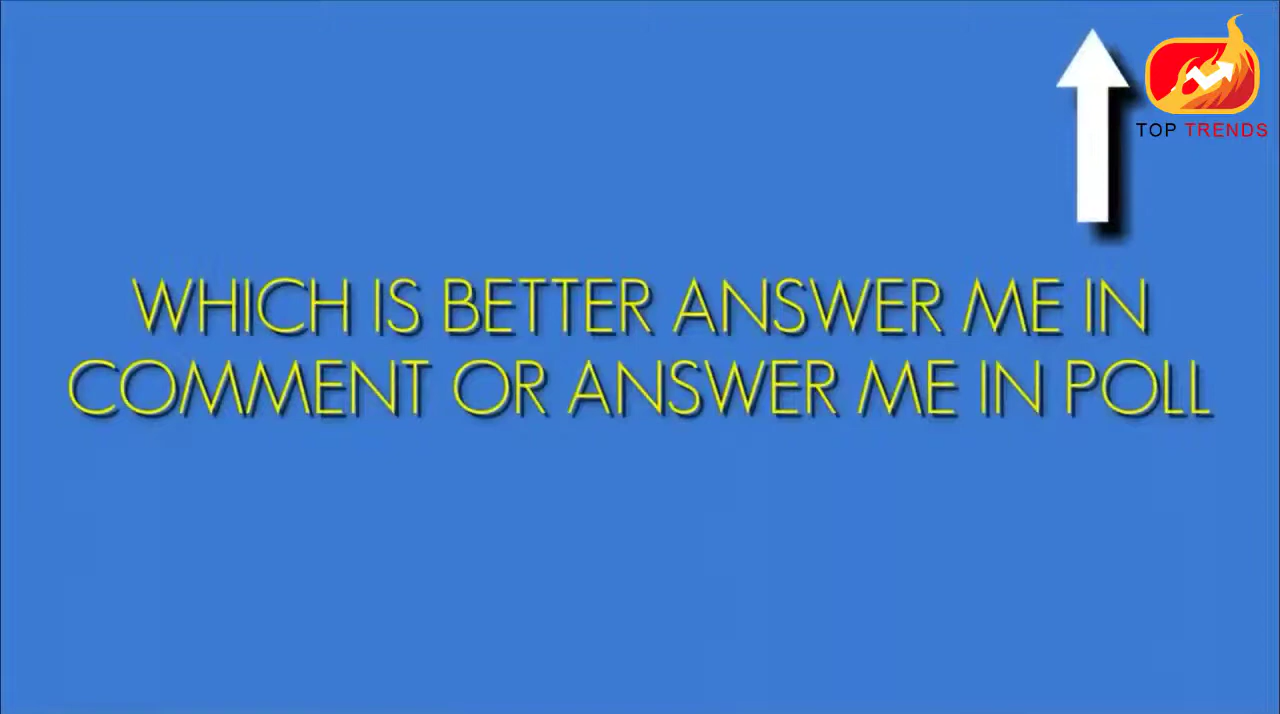 TOP TRENDS
WHICH IS BETTER ANSWER ME IN
COMMENT OR ANSWER ME IN POLL